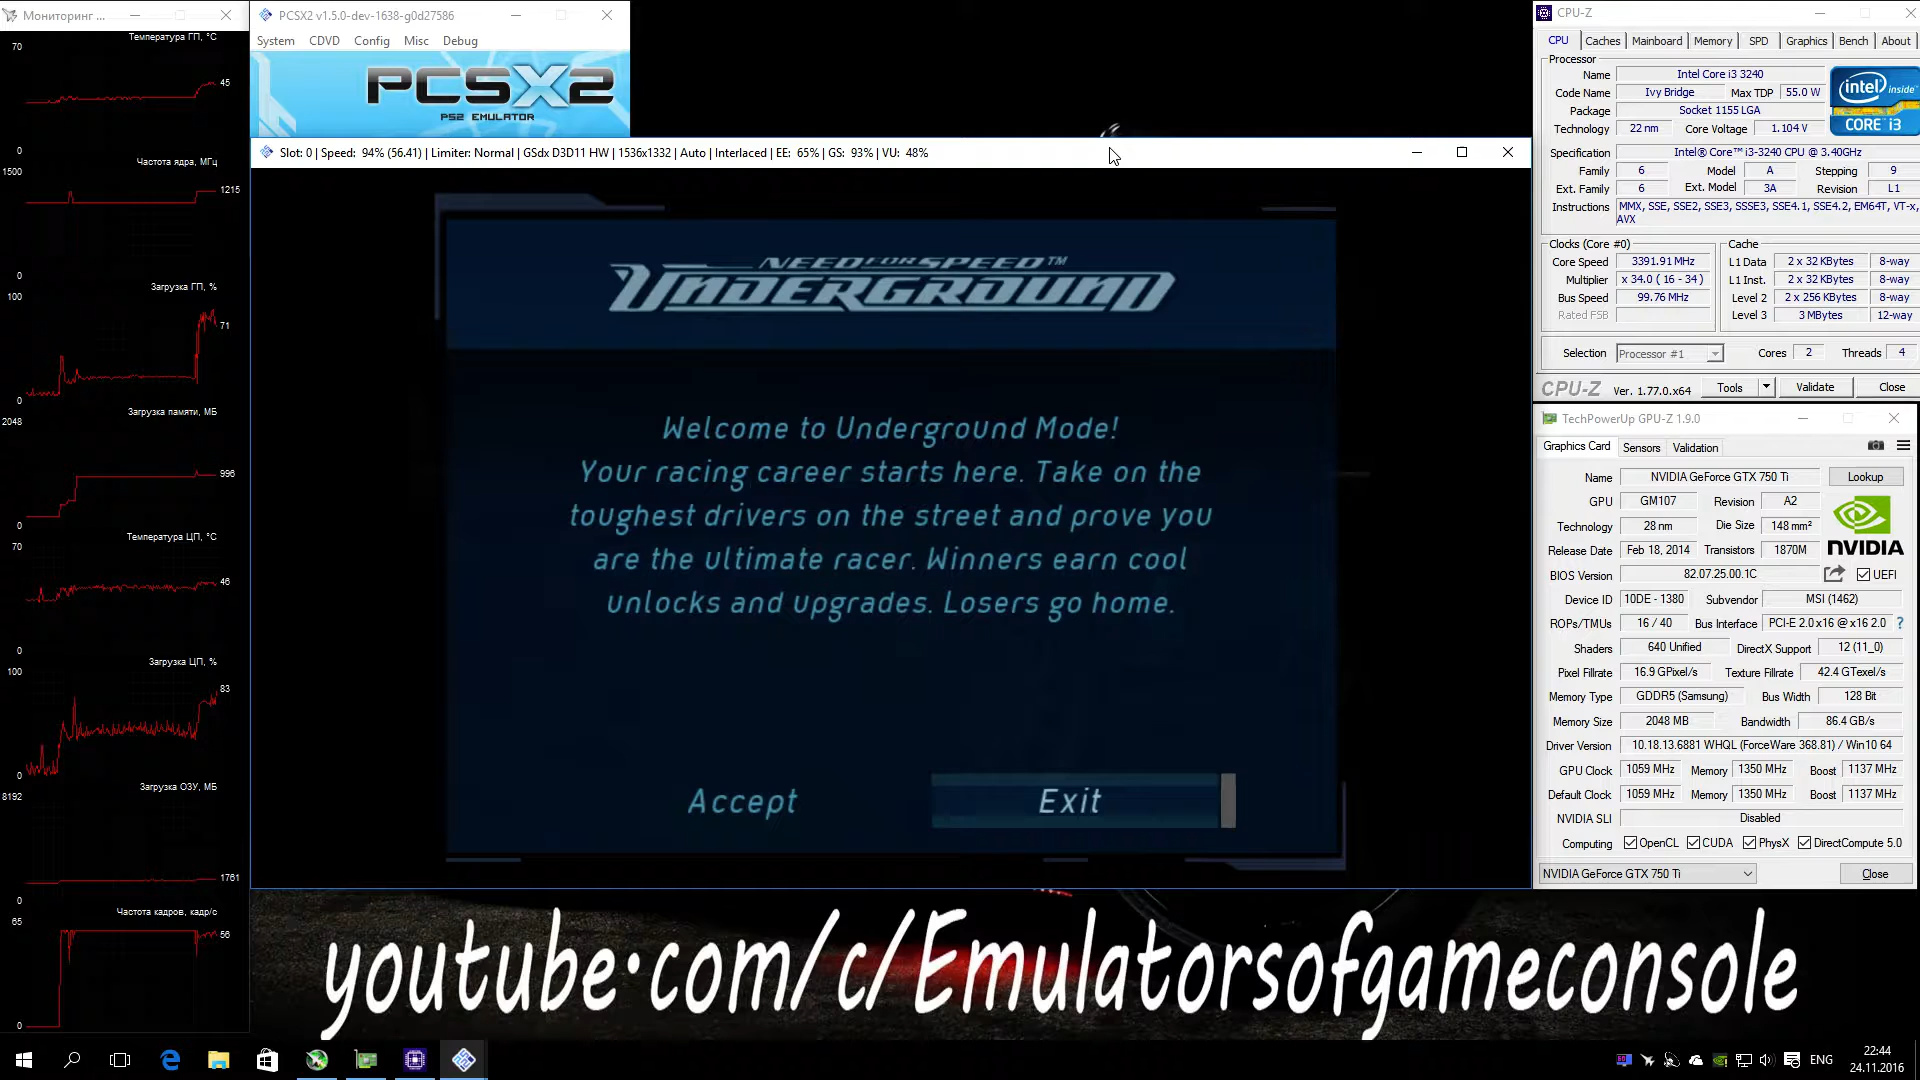 Мониторинг ...
Температура ГП, °C
70
45
0
Частота ядра, МГц
1500
1215
0
Загрузка ГП, %
100
71
0
Загрузка памяти, МБ
2048
996
0
Температура ЦП, °C
70
46
0
Загрузка ЦП, %
100
83
0
Загрузка ОЗУ, МБ
8192
1761
0
Частота кадров, кадр/с
65
56
0
PCSX2 v1.5.0-dev-1638-g0d27586
System CDVD Config Misc Debug
PCSX2
PS2 EMULATOR
Slot: 0 | Speed: 94% (56.41) | Limiter: Normal | GSdx D3D11 HW | 1536x1332 | Auto | Interlaced | EE: 65% | GS: 93% | VU: 48%
NEED FOR SPEED™
UNDERGROUND
Welcome to Underground Mode!
Your racing career starts here. Take on the
toughest drivers on the street and prove you
are the ultimate racer. Winners earn cool
unlocks and upgrades. Losers go home.
Accept Exit
youtube.com/c/Emulatorsofgameconsole
CPU-Z
CPU Caches Mainboard Memory SPD Graphics Bench About
Processor
Name Intel Core i3 3240
Code Name Ivy Bridge Max TDP 55.0 W
Package Socket 1155 LGA
Technology 22 nm Core Voltage 1.104 V
intel inside™
CORE i3
Specification Intel® Core™ i3-3240 CPU @ 3.40GHz
Family 6 Model A Stepping 9
Ext. Family 6 Ext. Model 3A Revision L1
Instructions MMX, SSE, SSE2, SSE3, SSSE3, SSE4.1, SSE4.2, EM64T, VT-x,
AVX
Clocks (Core #0) Cache
Core Speed 3391.91 MHz L1 Data 2 x 32 KBytes 8-way
Multiplier x 34.0 ( 16 - 34 ) L1 Inst. 2 x 32 KBytes 8-way
Bus Speed 99.76 MHz Level 2 2 x 256 KBytes 8-way
Rated FSB Level 3 3 MBytes 12-way
Selection Processor #1 Cores 2 Threads 4
CPU-Z Ver. 1.77.0.x64 Tools Validate Close
TechPowerUp GPU-Z 1.9.0
Graphics Card Sensors Validation
Name NVIDIA GeForce GTX 750 Ti Lookup
GPU GM107 Revision A2
Technology 28 nm Die Size 148 mm²
Release Date Feb 18, 2014 Transistors 1870M
NVIDIA
BIOS Version 82.07.25.00.1C UEFI
Device ID 10DE - 1380 Subvendor MSI (1462)
ROPs/TMUs 16 / 40 Bus Interface PCI-E 2.0 x16 @ x16 2.0 ?
Shaders 640 Unified DirectX Support 12 (11_0)
Pixel Fillrate 16.9 GPixel/s Texture Fillrate 42.4 GTexel/s
Memory Type GDDR5 (Samsung) Bus Width 128 Bit
Memory Size 2048 MB Bandwidth 86.4 GB/s
Driver Version 10.18.13.6881 WHQL (ForceWare 368.81) / Win10 64
GPU Clock 1059 MHz Memory 1350 MHz Boost 1137 MHz
Default Clock 1059 MHz Memory 1350 MHz Boost 1137 MHz
NVIDIA SLI Disabled
Computing OpenCL CUDA PhysX DirectCompute 5.0
NVIDIA GeForce GTX 750 Ti Close
ENG
22:44
24.11.2016